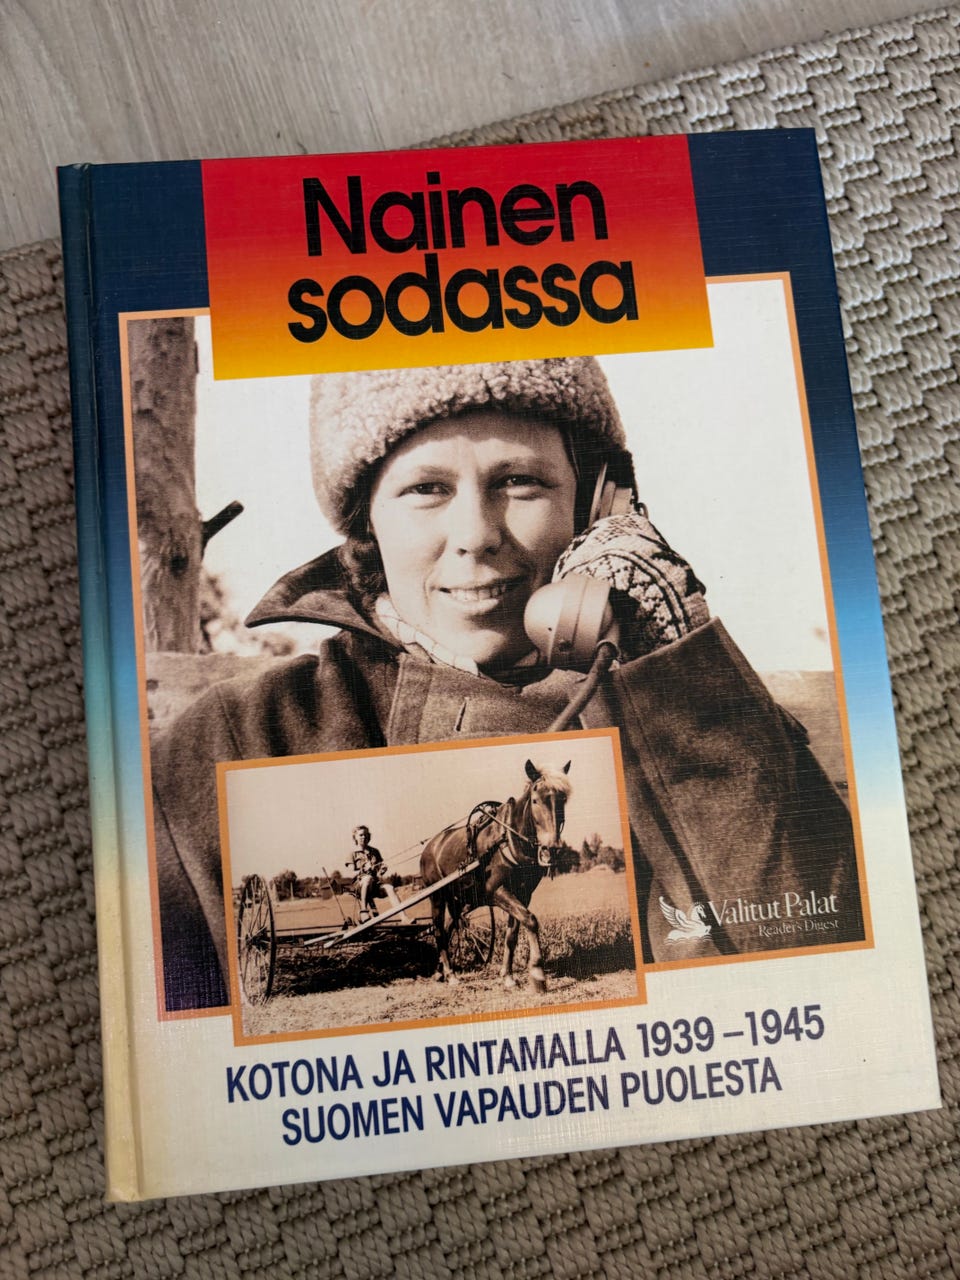 Nainen
sodassa
Valitut Palat
Reader's Digest
KOTONA JA RINTAMALLA 1939–1945
SUOMEN VAPAUDEN PUOLESTA